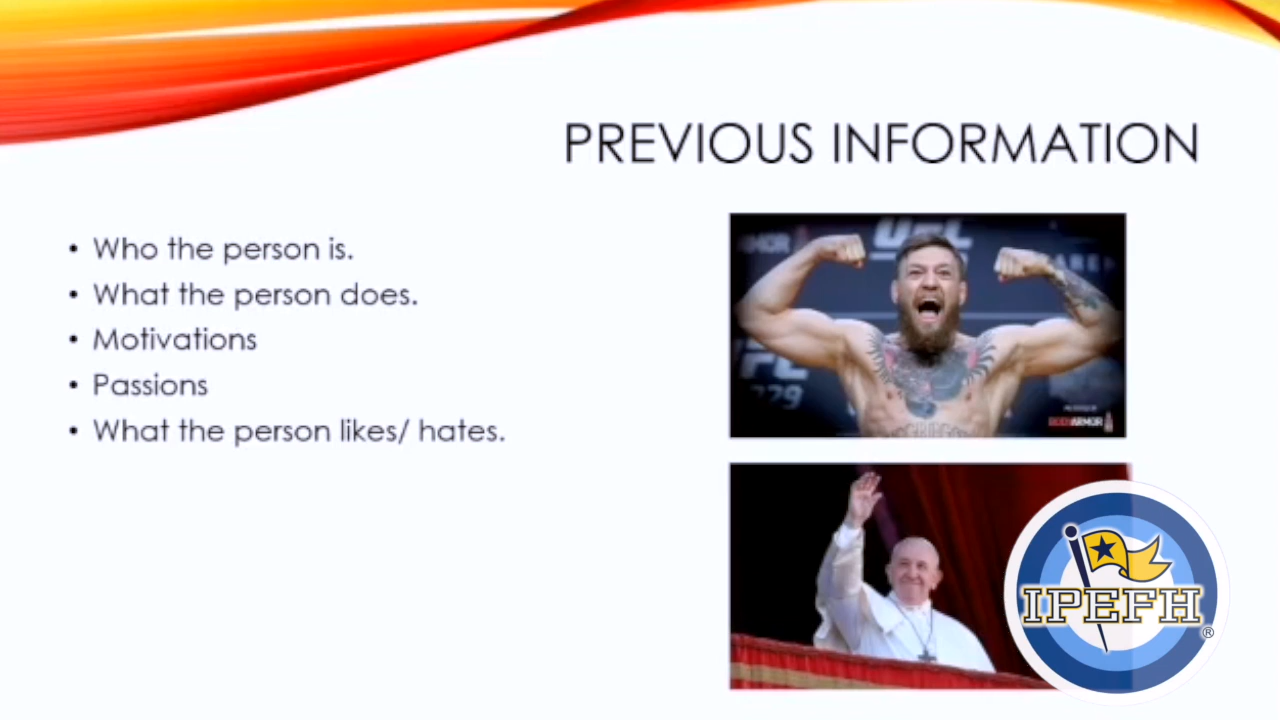 PREVIOUS INFORMATION
• Who the person is.
• What the person does.
• Motivations
• Passions
• What the person likes/ hates.
UFC
229
BODYARMOR
IPEFH
®